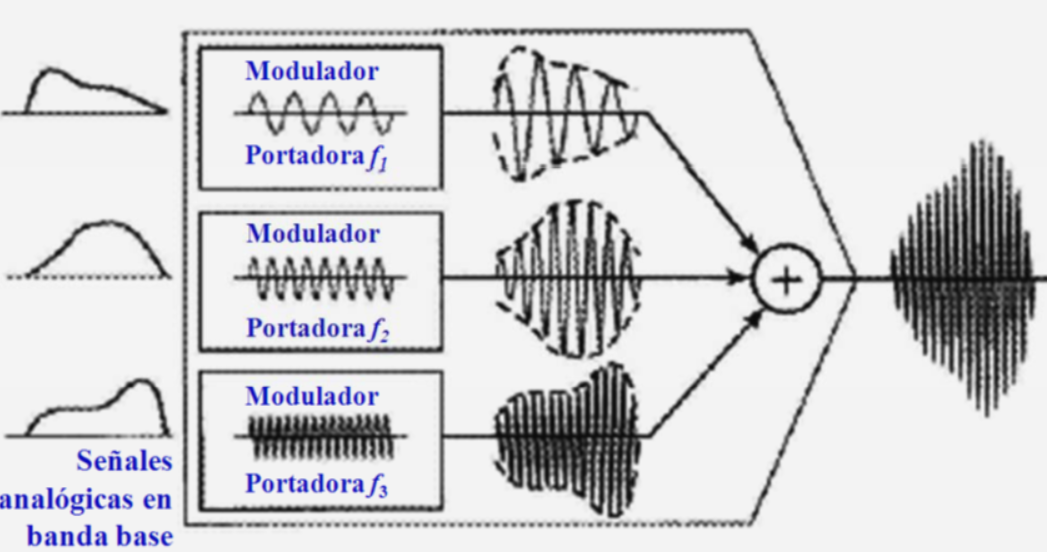 Modulador
Portadora f1
Modulador
Portadora f2
Modulador
Portadora f3
Señales
analógicas en
banda base
+